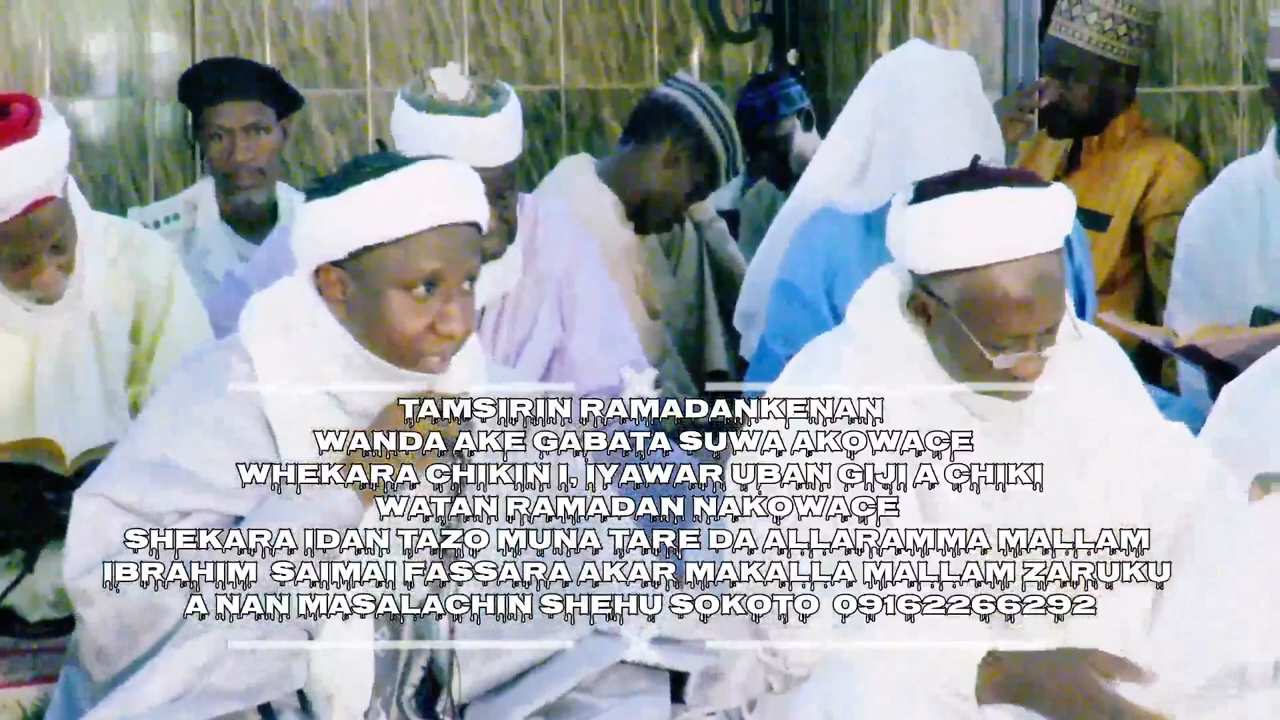 TAMSIRIN RAMADANKENAN
WANDA AKE GABATA SUWA AKOWACE
WHEKARA CHIKIN I, IYAWAR UBAN GIJI A CHIKI
WATAN RAMADAN NAKOWACE
SHEKARA IDAN TAZO MUNA TARE DA ALLARAMMA MALLAM
IBRAHIM SAIMAI FASSARA AKAR MAKALLA MALLAM ZARUKU
A NAN MASALACHIN SHEHU SOKOTO 09162266292